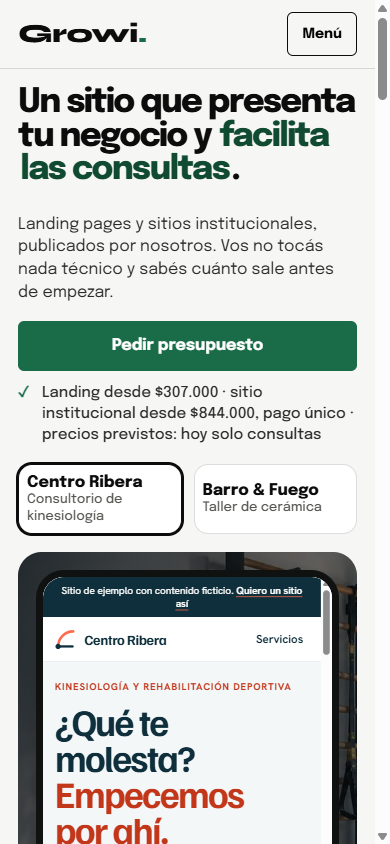 Growi.
Menú
Un sitio que presenta
tu negocio y facilita
las consultas.
Landing pages y sitios institucionales,
publicados por nosotros. Vos no tocás
nada técnico y sabés cuánto sale antes
de empezar.
Pedir presupuesto
✓ Landing desde $307.000 · sitio
institucional desde $844.000, pago único ·
precios previstos: hoy solo consultas
Centro Ribera
Consultorio de
kinesiología
Barro & Fuego
Taller de cerámica
Sitio de ejemplo con contenido ficticio. Quiero un sitio
así
Centro Ribera
Servicios
KINESIOLOGÍA Y REHABILITACIÓN DEPORTIVA
¿Qué te
molesta?
Empecemos
por ahí.